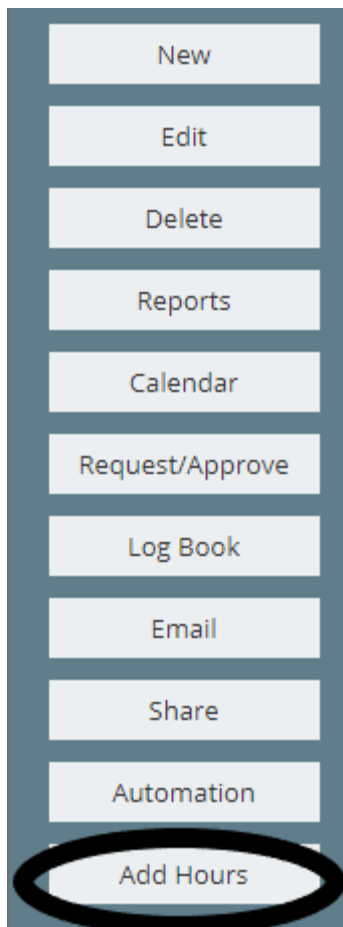 New
Edit
Delete
Reports
Calendar
Request/Approve
Log Book
Email
Share
Automation
Add Hours